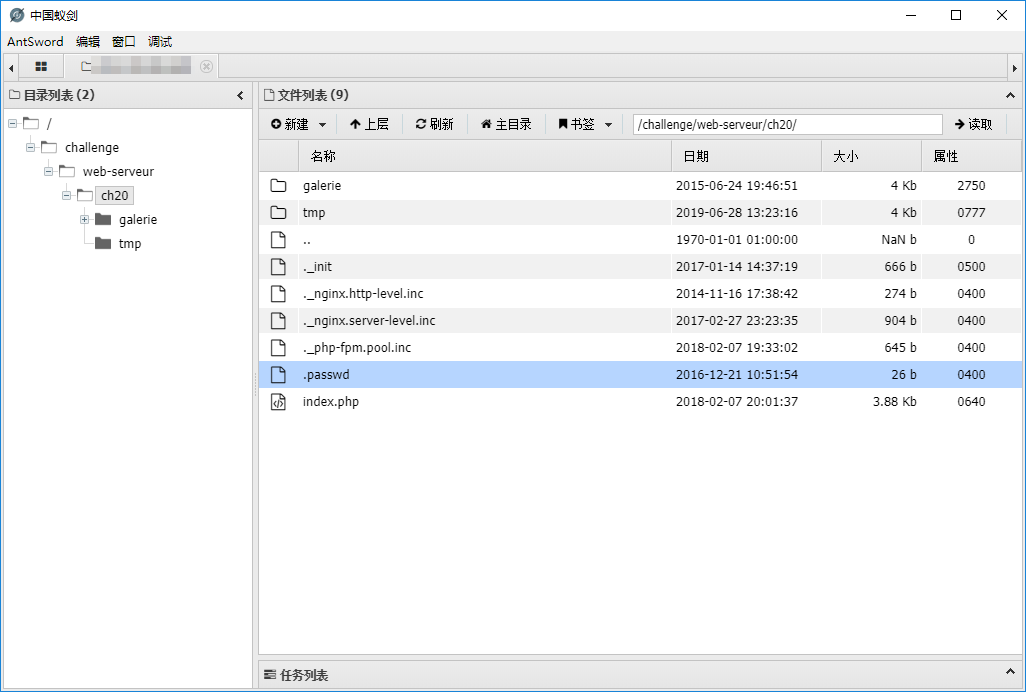 中国蚁剑
AntSword 编辑 窗口 调试
目录列表 (2)
/
challenge
web-serveur
ch20
galerie
tmp
文件列表 (9)
新建 上层 刷新 主目录 书签 /challenge/web-serveur/ch20/ 读取
名称 日期 大小 属性
galerie 2015-06-24 19:46:51 4 Kb 2750
tmp 2019-06-28 13:23:16 4 Kb 0777
.. 1970-01-01 01:00:00 NaN b 0
._init 2017-01-14 14:37:19 666 b 0500
._nginx.http-level.inc 2014-11-16 17:38:42 274 b 0400
._nginx.server-level.inc 2017-02-27 23:23:35 904 b 0400
._php-fpm.pool.inc 2018-02-07 19:33:02 645 b 0400
.passwd 2016-12-21 10:51:54 26 b 0400
index.php 2018-02-07 20:01:37 3.88 Kb 0640
任务列表